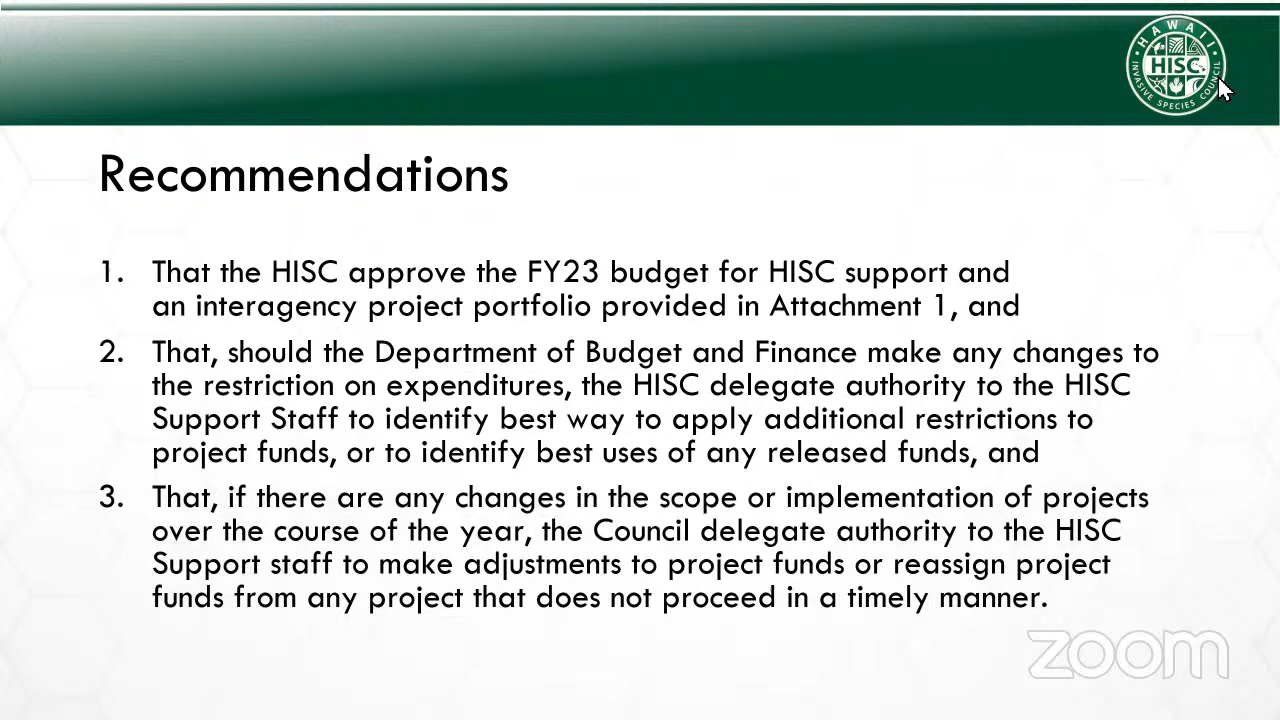 HAWAII
HISC
INVASIVE SPECIES COUNCIL
Recommendations
1. That the HISC approve the FY23 budget for HISC support and
an interagency project portfolio provided in Attachment 1, and
2. That, should the Department of Budget and Finance make any changes to
the restriction on expenditures, the HISC delegate authority to the HISC
Support Staff to identify best way to apply additional restrictions to
project funds, or to identify best uses of any released funds, and
3. That, if there are any changes in the scope or implementation of projects
over the course of the year, the Council delegate authority to the HISC
Support staff to make adjustments to project funds or reassign project
funds from any project that does not proceed in a timely manner.
zoom